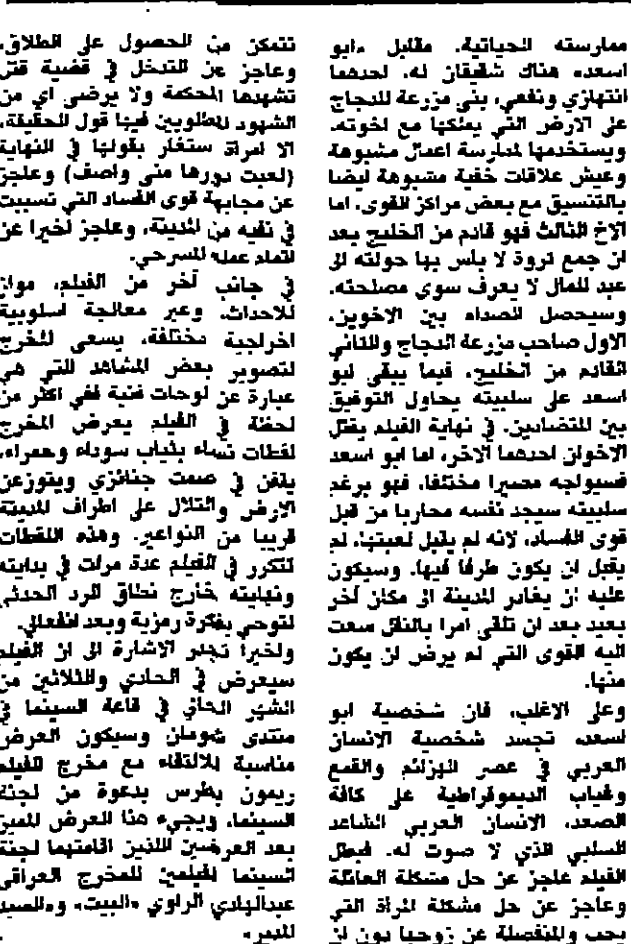 ممارسته الحياتية. مقابل «ابو
اسعد» هناك شقيقان له، احدهما
انتهازي ونفعي، بنى مزرعة للدجاج
على الارض التي يملكها مع اخوته.
ويستخدمها لممارسة اعمال مشبوهة
وعيش علاقات خفية مشبوهة ايضا
بالتنسيق مع بعض مراكز القوى. اما
الاخ الثالث فهو قادم من الخليج بعد
ان جمع ثروة لا بأس بها حولته الى
عبد للمال لا يعرف سوى مصلحته.
وسيحصل الصدام بين الاخوين،
الاول صاحب مزرعة الدجاج والثاني
القادم من الخليج، فيما يبقى ابو
اسعد على سلبيته يحاول التوفيق
بين المتضادين. في نهاية الفيلم يقتل
الاخوان احدهما الاخر، اما ابو اسعد
فسيواجه مصيرا مختلفا، فهو برغم
سلبيته سيجد نفسه محاربا من قبل
قوى الفساد، لانه لم يقبل لعبتها، لم
يقبل ان يكون طرفا فيها. وسيكون
عليه ان يغادر المدينة الى مكان آخر
بعيد بعد ان تلقى امرا بالنقل سعت
اليه القوى التي لم يرض ان يكون
منها.
وعلى الاغلب، فان شخصية ابو
اسعد، تجسد شخصية الانسان
العربي في عصر الهزائم والقمع
وغياب الديموقراطية على كافة
الصعد، الانسان العربي الشاهد
السلبي الذي لا صوت له. فبطل
الفيلم عاجز عن حل مشكلة العائلة
وعاجز عن حل مشكلة المرأة التي
يحب والمنفصلة عن زوجها دون ان
تتمكن من الحصول على الطلاق،
وعاجز عن التدخل في قضية قتل
تشهدها المحكمة ولا يرضى اي من
الشهود المطلوبين فيها قول الحقيقة،
الا امرأة ستغار بقولها في النهاية
(لعبت دورها منى واصف) وعاجز
عن مجابهة قوى الفساد التي تسببت
في نقيه من المدينة، وعاجز اخيرا عن
اتمام عمله المسرحي.
في جانب آخر من الفيلم، مواز
للاحداث، وعبر معالجة اسلوبية
اخراجية مختلفة، يسعى المخرج
لتصوير بعض المشاهد التي هي
عبارة عن لوحات فنية ففي اكثر من
لحظة في الفيلم يعرض المخرج
لقطات نساء بثياب سوداء وحمراء،
يقفن في صمت جنائزي ويتوزعن
الارض والتلال على اطراف المدينة
قريبا من النواعير. وهذه اللقطات
تتكرر في الفيلم عدة مرات في بدايته
ونهايته خارج نطاق السرد الحدثي
لتوحي بفكرة رمزية وبعد انفعالي.
واخيرا تجدر الاشارة الى ان الفيلم
سيعرض في الحادي والثلاثين من
الشهر الحالي في قاعة السينما في
منتدى شومان وسيكون العرض
مناسبة للالتقاء مع مخرج الفيلم
ريمون بطرس بدعوة من لجنة
السينما. ويجيء هذا العرض المميز
بعد العرضين اللذين اقامتهما لجنة
السينما لفيلمين للمخرج العراقي
عبدالهادي الراوي «البيت» و«السيد
المدير»